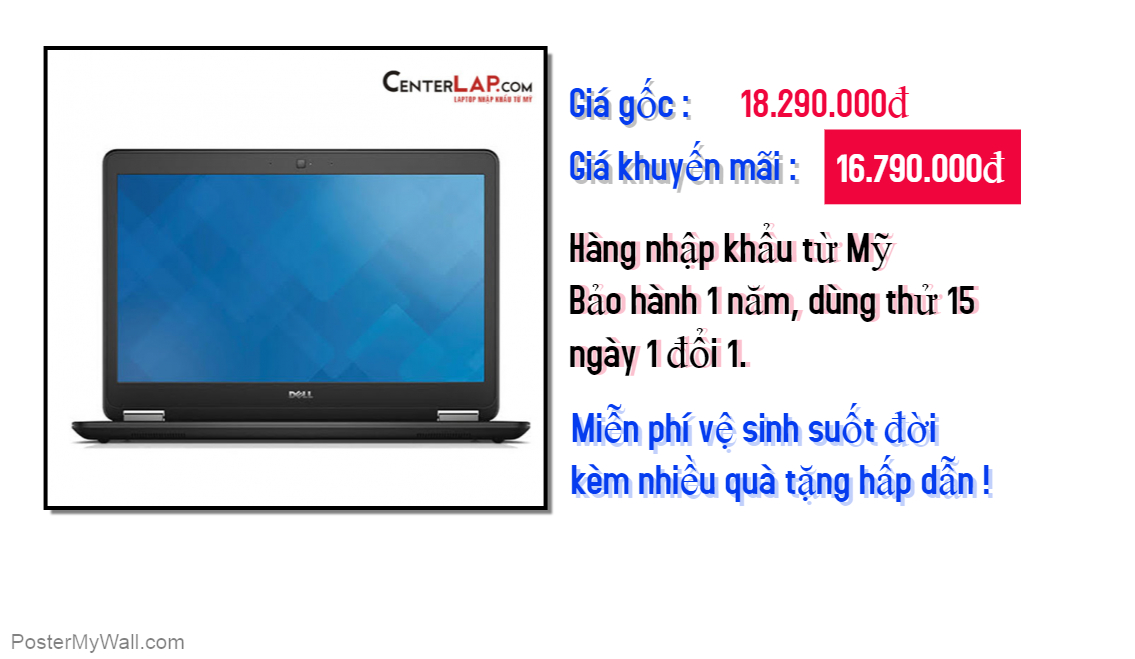 CENTERLAP.COM
LAPTOP NHẬP KHẨU TỪ MỸ
Giá gốc : 18.290.000đ
Giá khuyến mãi : 16.790.000đ
Hàng nhập khẩu từ Mỹ
Bảo hành 1 năm, dùng thử 15
ngày 1 đổi 1.
DELL
Miễn phí vệ sinh suốt đời
kèm nhiều quà tặng hấp dẫn !
PosterMyWall.com